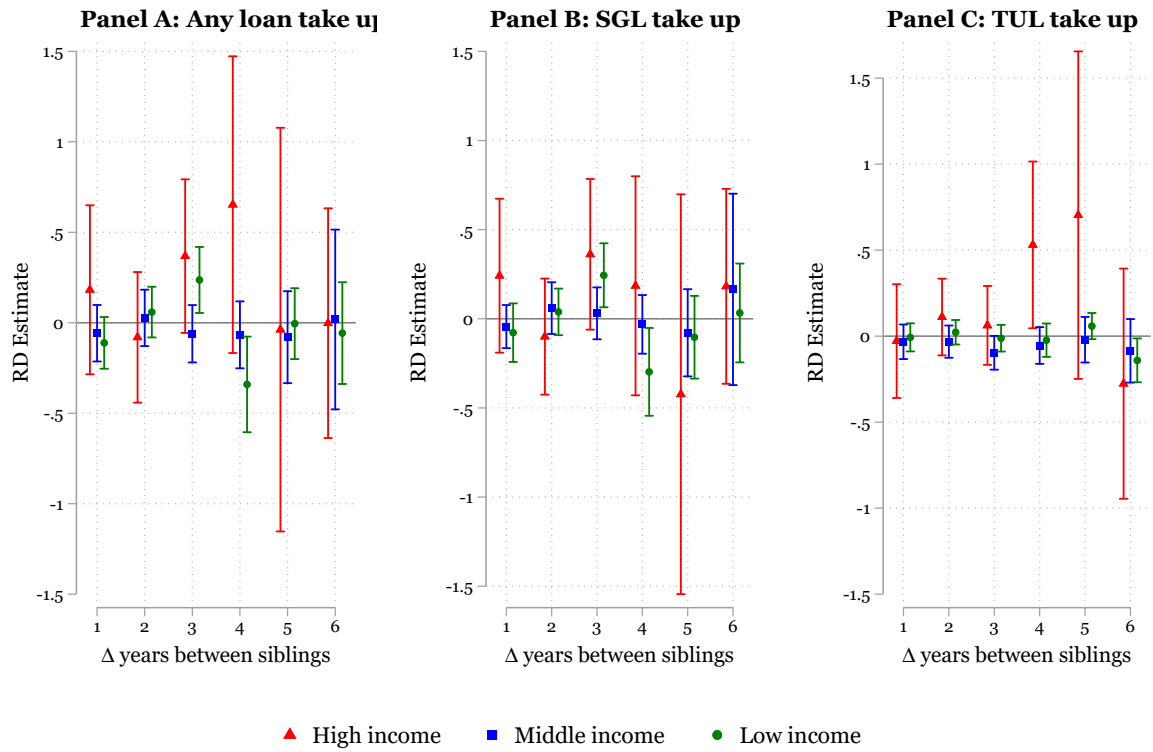 Panel A: Any loan take up
RD Estimate
1.5
1
.5
0
-.5
-1
-1.5
1 2 3 4 5 6
Δ years between siblings
Panel B: SGL take up
RD Estimate
1.5
1
.5
0
-.5
-1
-1.5
1 2 3 4 5 6
Δ years between siblings
Panel C: TUL take up
RD Estimate
1.5
1
.5
0
-.5
-1
-1.5
1 2 3 4 5 6
Δ years between siblings
High income Middle income Low income